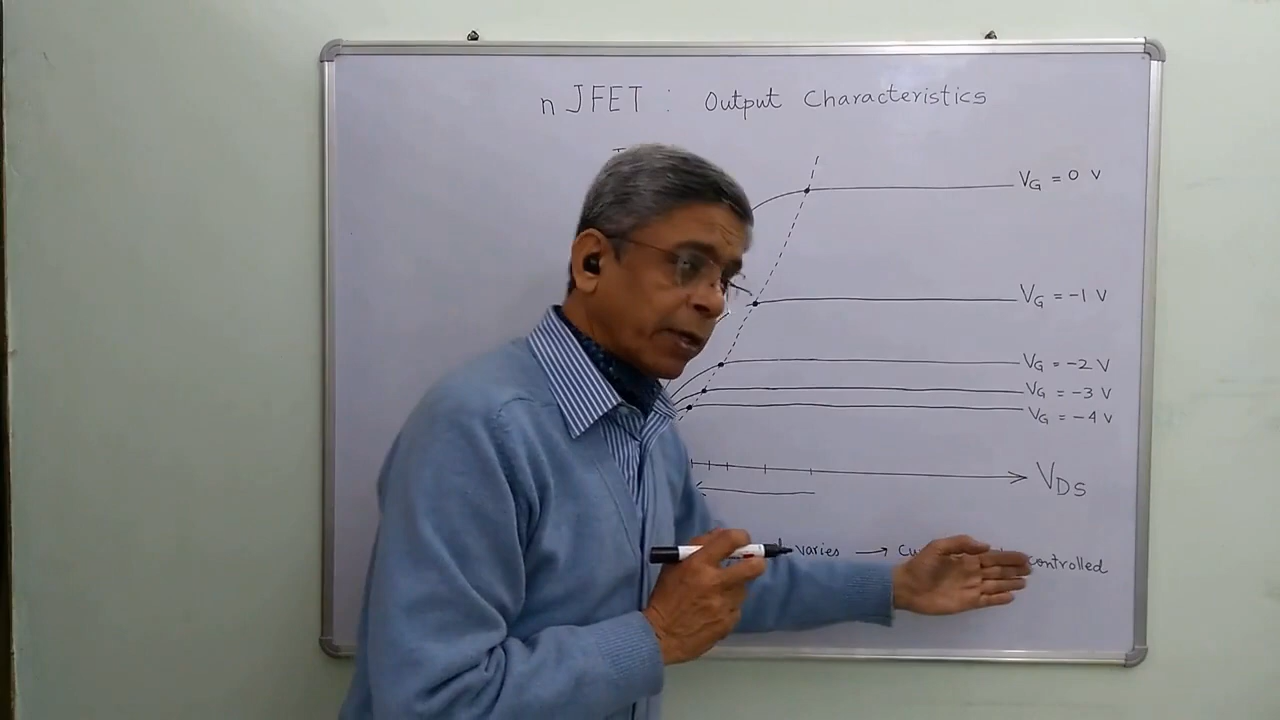 n JFET : Output Characteristics
VG = 0 V
VG = -1 V
VG = -2 V
VG = -3 V
VG = -4 V
VDS
varies → controlled